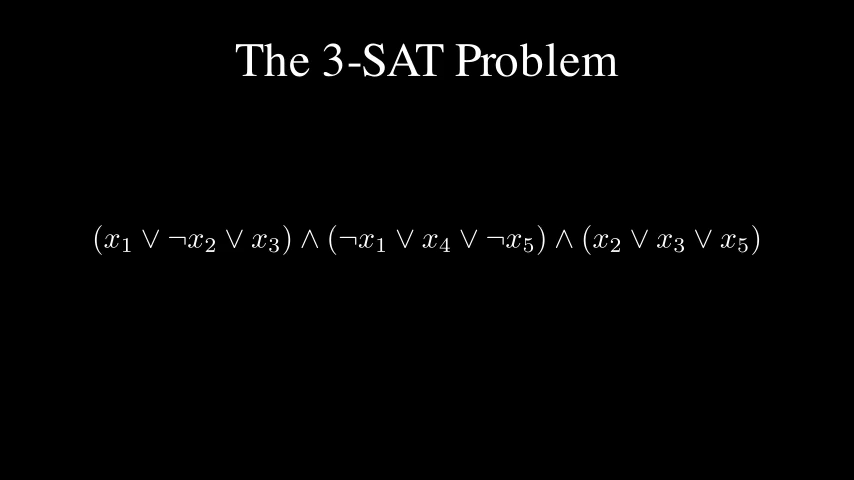 The 3-SAT Problem
(x₁ ∨ ¬x₂ ∨ x₃) ∧ (¬x₁ ∨ x₄ ∨ ¬x₅) ∧ (x₂ ∨ x₃ ∨ x₅)